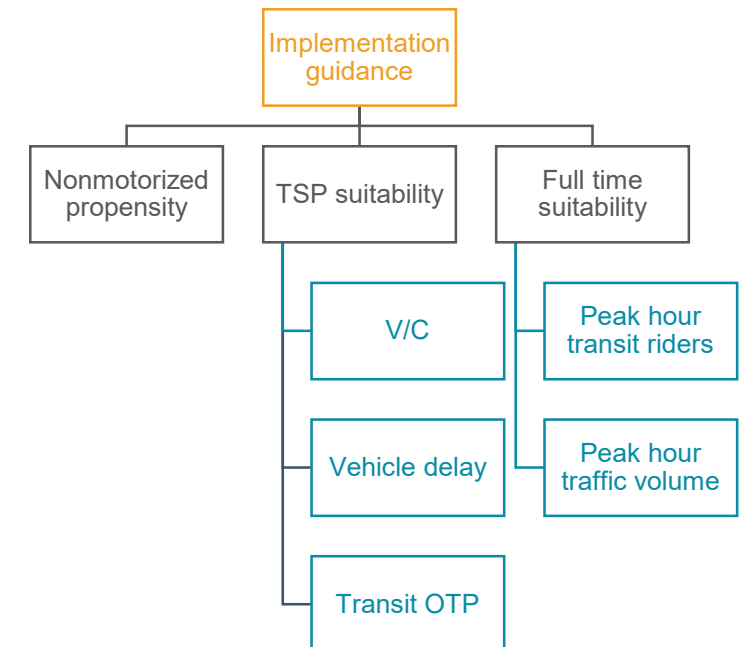 Implementation
guidance
Nonmotorized
propensity
TSP suitability
Full time
suitability
V/C
Peak hour
transit riders
Vehicle delay
Peak hour
traffic volume
Transit OTP